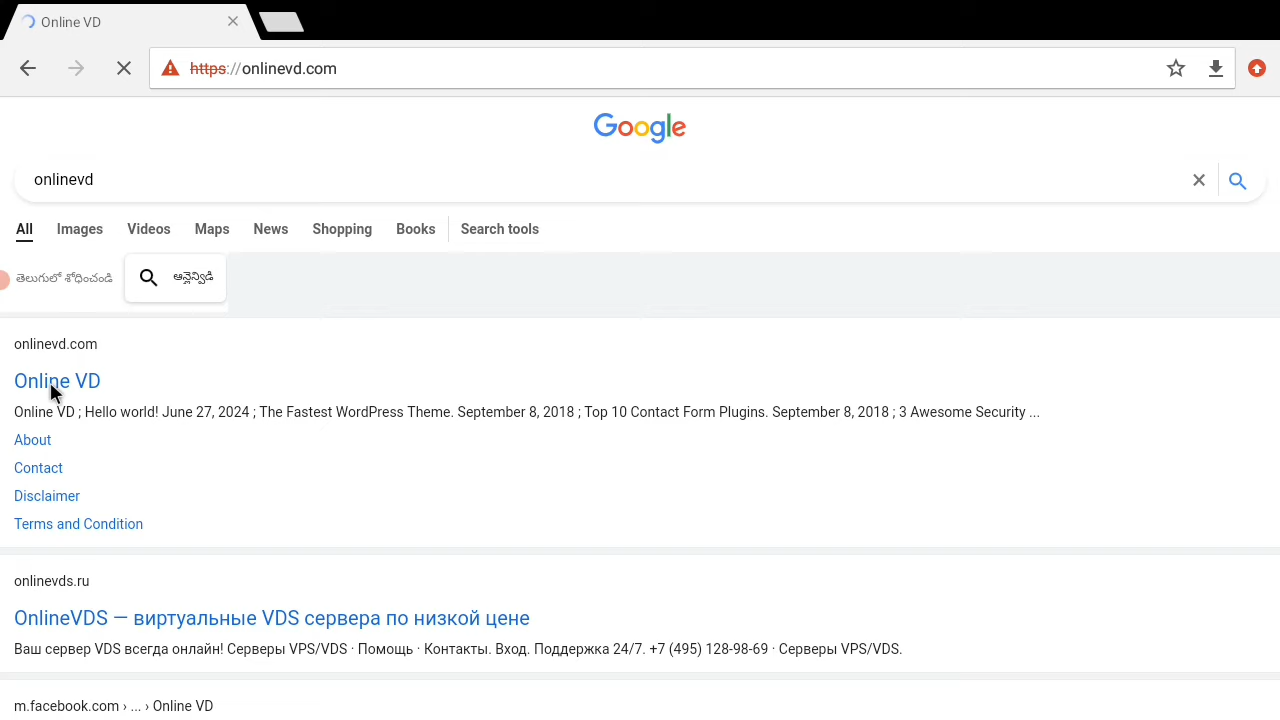 Online VD
https://onlinevd.com
Google
onlinevd
All Images Videos Maps News Shopping Books Search tools
తెలుగులో శోధించండి ఆన్లైన్విడి
onlinevd.com
Online VD
Online VD ; Hello world! June 27, 2024 ; The Fastest WordPress Theme. September 8, 2018 ; Top 10 Contact Form Plugins. September 8, 2018 ; 3 Awesome Security ...
About
Contact
Disclaimer
Terms and Condition
onlinevds.ru
OnlineVDS — виртуальные VDS сервера по низкой цене
Ваш сервер VDS всегда онлайн! Серверы VPS/VDS · Помощь · Контакты. Вход. Поддержка 24/7. +7 (495) 128-98-69 · Серверы VPS/VDS.
m.facebook.com › ... › Online VD